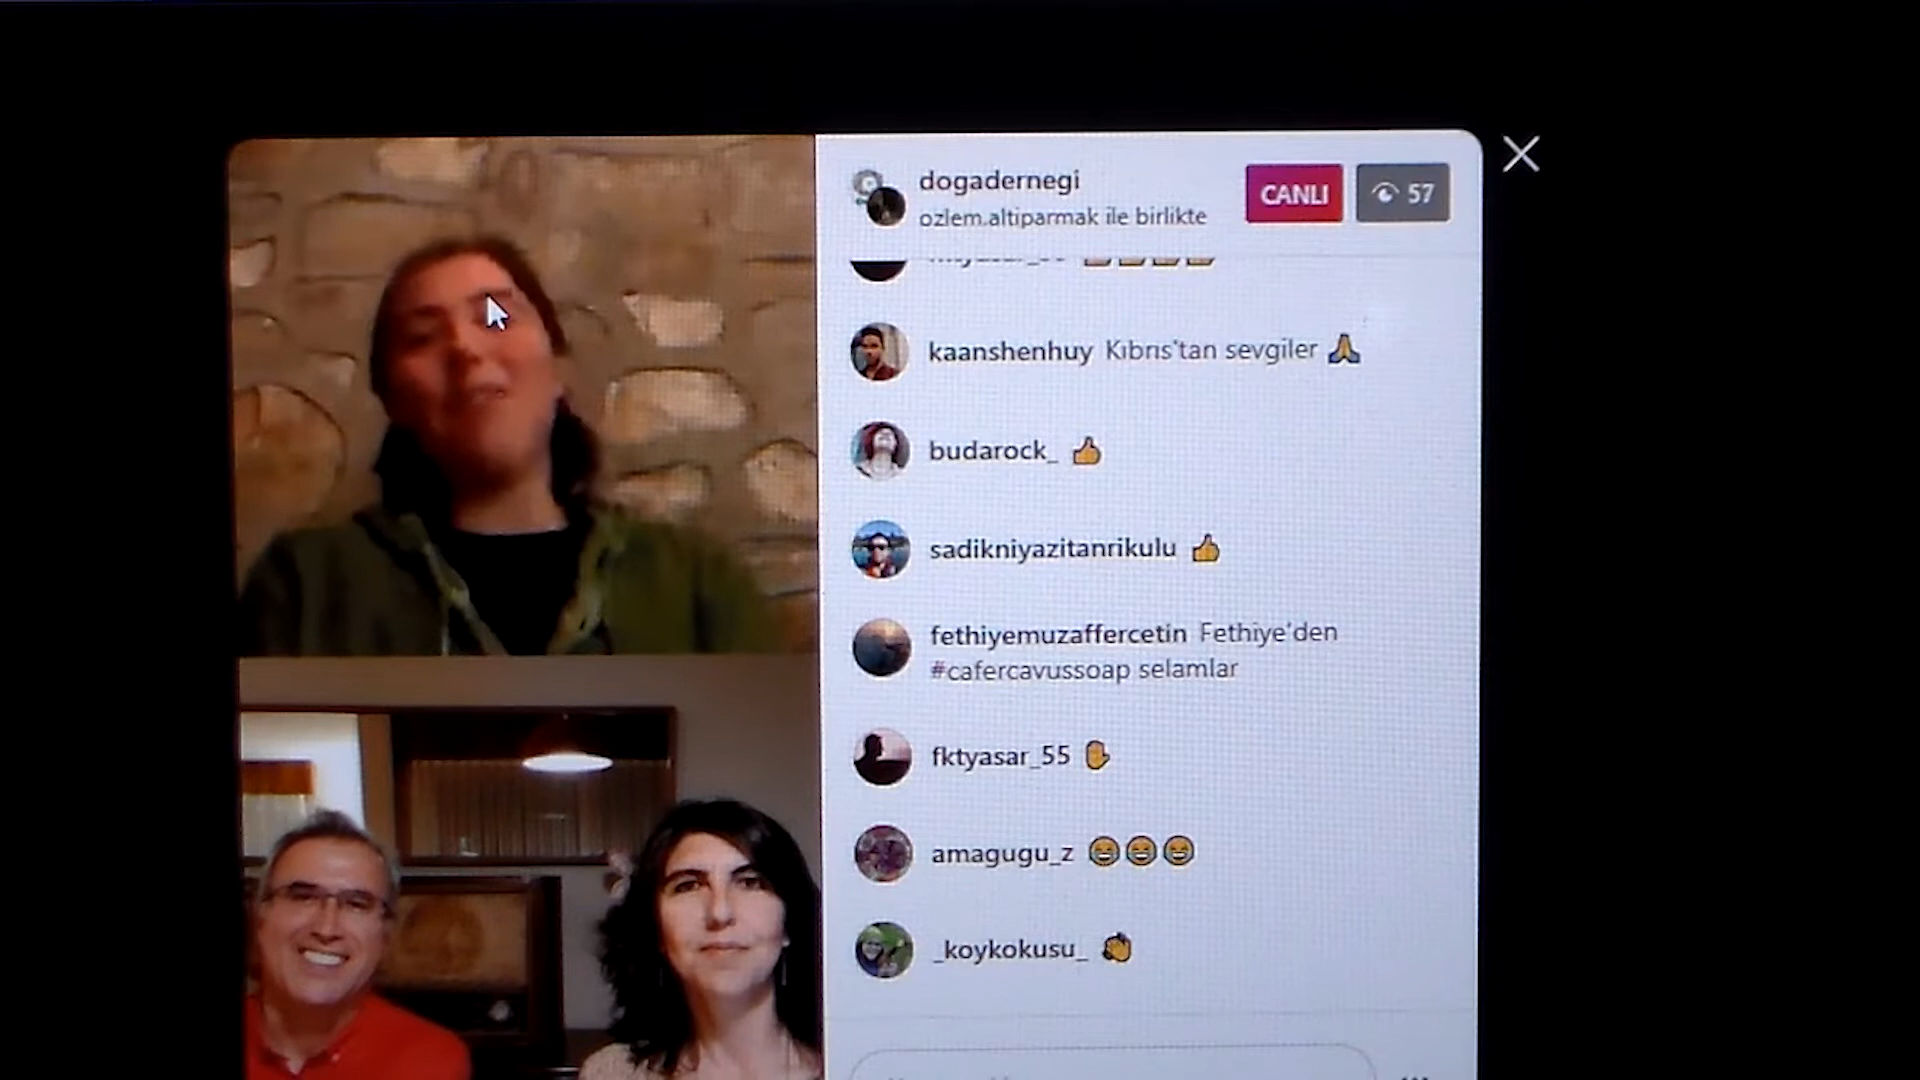 dogadernegi
ozlem.altiparmak ile birlikte
CANLI
57
kaanshenhuy Kıbrıs'tan sevgiler
budarock_
sadikniyazitanrikulu
fethiyemuzaffercetin Fethiye'den
#cafercavussoap selamlar
fktyasar_55
amagugu_z
_koykokusu_